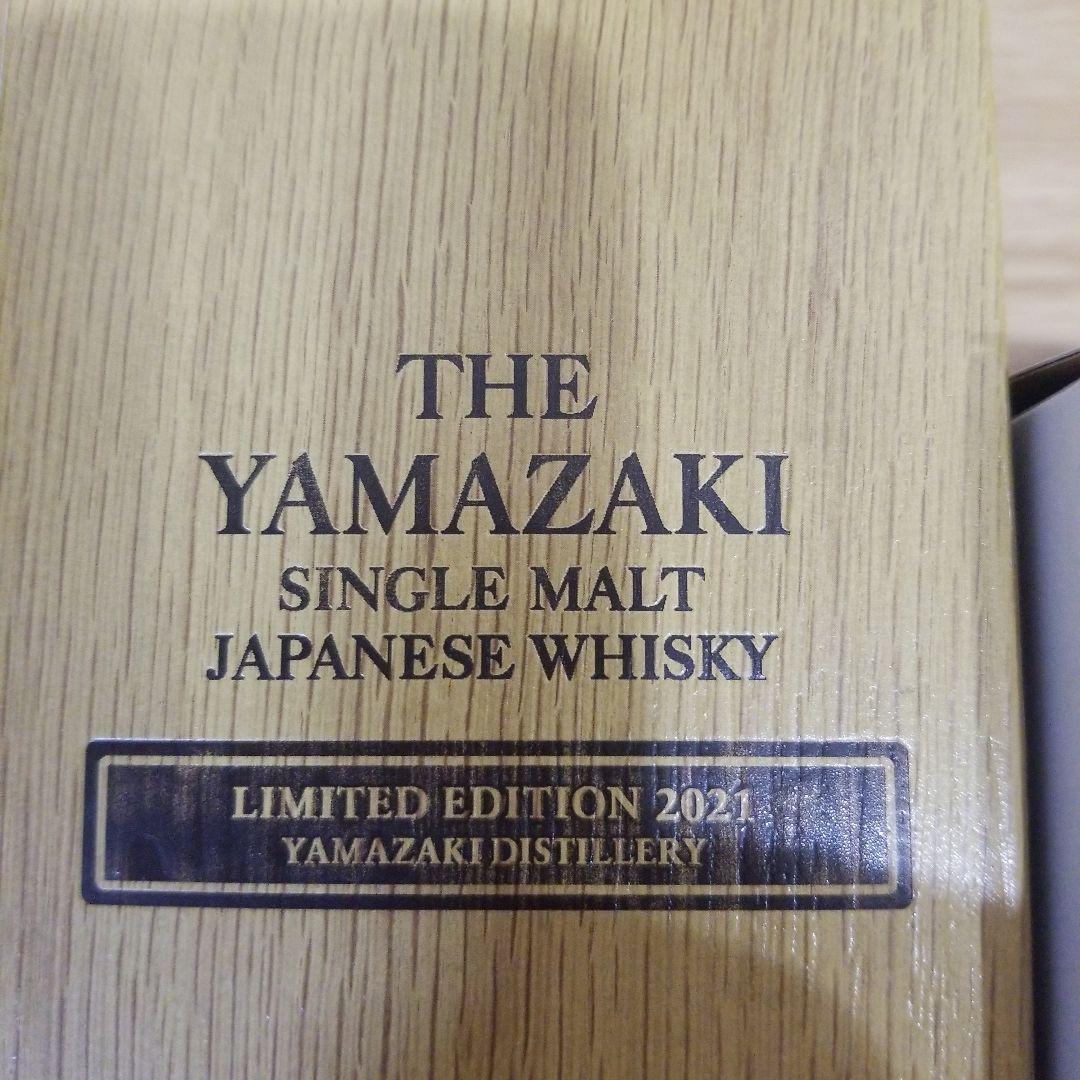 THE
YAMAZAKI
SINGLE MALT
JAPANESE WHISKY
LIMITED EDITION 2021
YAMAZAKI DISTILLERY